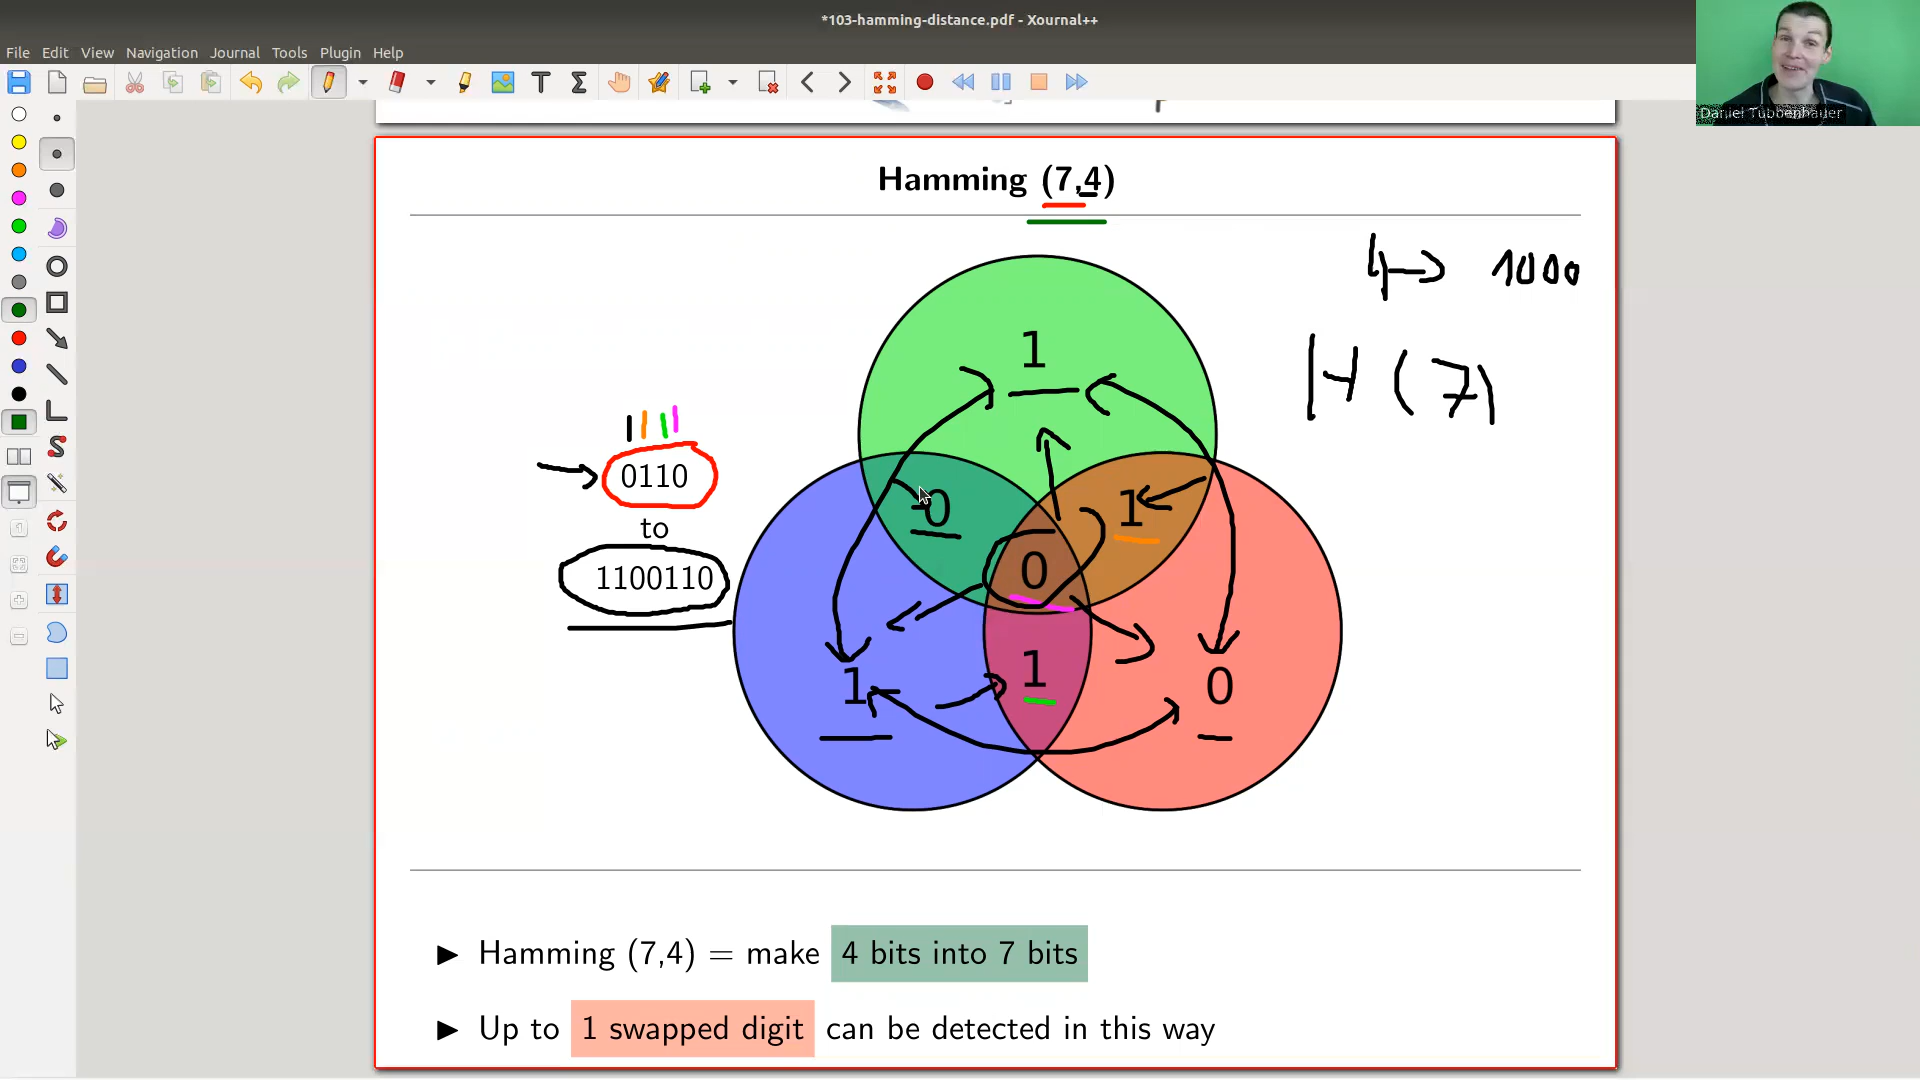 *103-hamming-distance.pdf - Xournal++
File Edit View Navigation Journal Tools Plugin Help
Daniel Tubbenhauer
Hamming (7,4)
4 → 1000
H (7)
1
0110
to
1100110
0
1
0
1
1
0
► Hamming (7,4) = make 4 bits into 7 bits
► Up to 1 swapped digit can be detected in this way